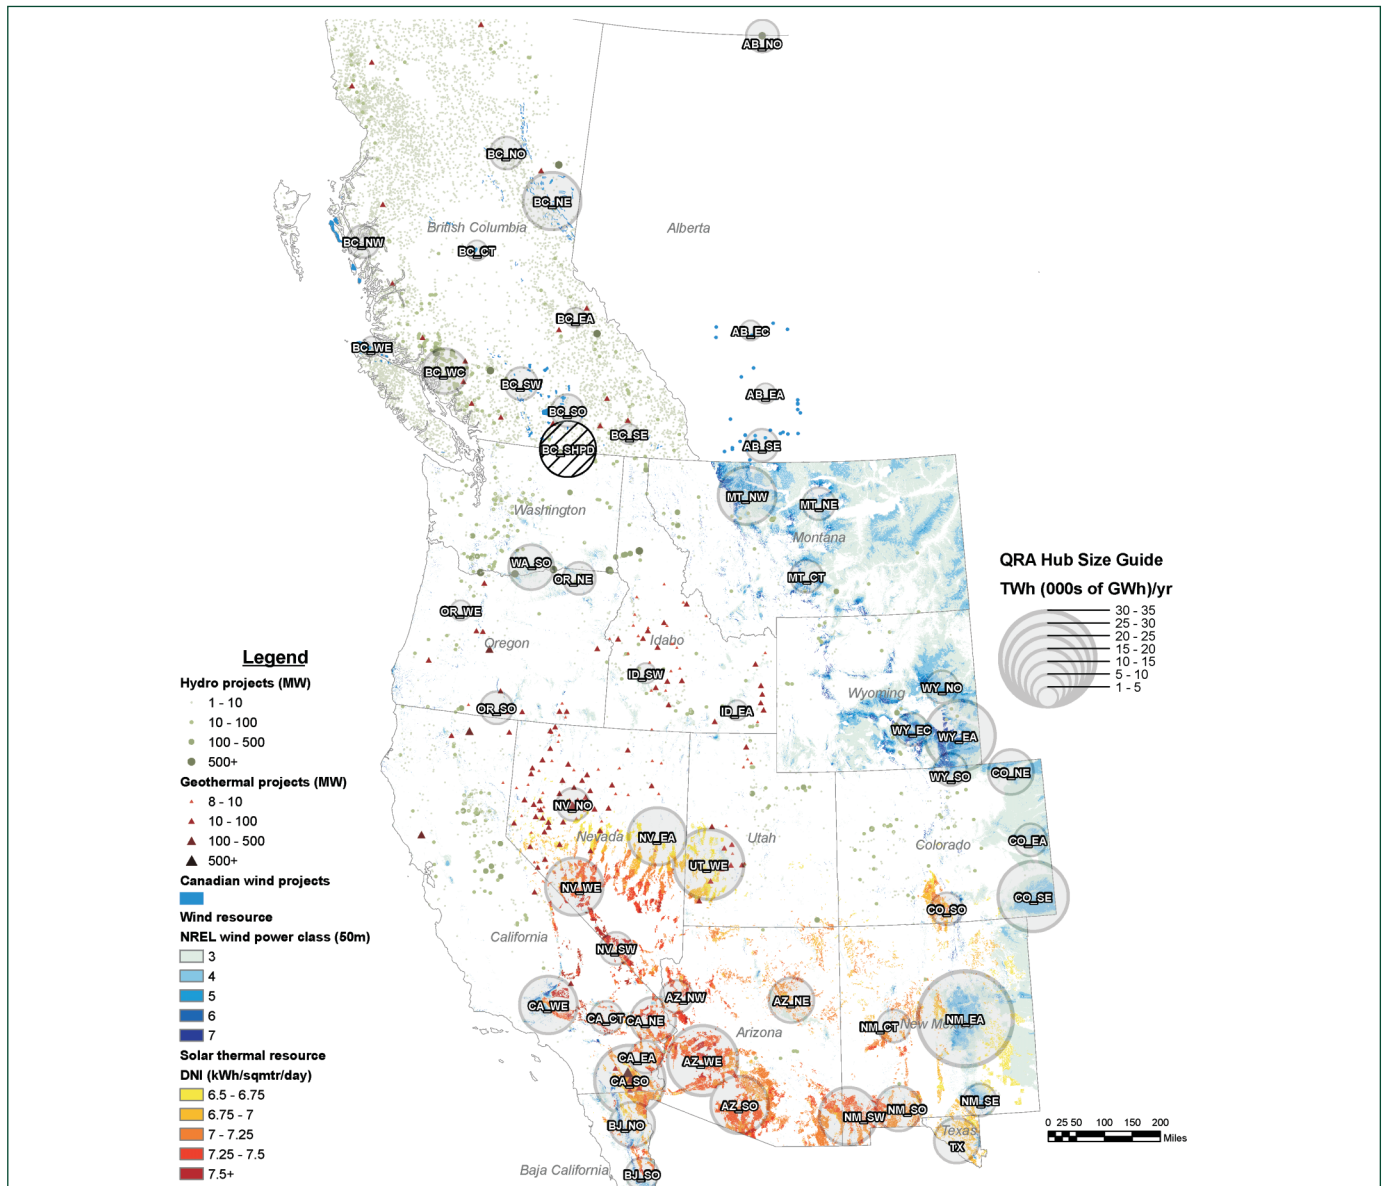 AB_NO
BC_NO
BC_NE
British Columbia
Alberta
BC_NW
BC_CT
BC_EA
AB_EC
BC_WE
BC_WC
BC_SW
AB_EA
BC_SO
BC_SE
AB_SE
BC_SHPD
MT_NW
MT_NE
Washington
Montana
WA_SO
OR_NE
MT_CT
OR_WE
Oregon
Idaho
ID_SW
WY_NO
Wyoming
OR_SO
ID_EA
WY_EC
WY_EA
WY_SO
CO_NE
NV_NO
Nevada
NV_EA
Utah
Colorado
CO_EA
UT_WE
NV_WE
CO_SE
CO_SO
California
NV_SW
CA_WE
AZ_NW
AZ_NE
CA_CT
CA_NE
Arizona
NM_CT
New Mexico
NM_EA
CA_EA
AZ_WE
CA_SO
AZ_SO
NM_SW
NM_SO
NM_SE
BJ_NO
Texas
TX
Baja California
BJ_SO
QRA Hub Size Guide
TWh (000s of GWh)/yr
30 - 35
25 - 30
20 - 25
15 - 20
10 - 15
5 - 10
1 - 5
Legend
Hydro projects (MW)
1 - 10
10 - 100
100 - 500
500+
Geothermal projects (MW)
8 - 10
10 - 100
100 - 500
500+
Canadian wind projects
Wind resource
NREL wind power class (50m)
3
4
5
6
7
Solar thermal resource
DNI (kWh/sqmtr/day)
6.5 - 6.75
6.75 - 7
7 - 7.25
7.25 - 7.5
7.5+
0 25 50 100 150 200
Miles